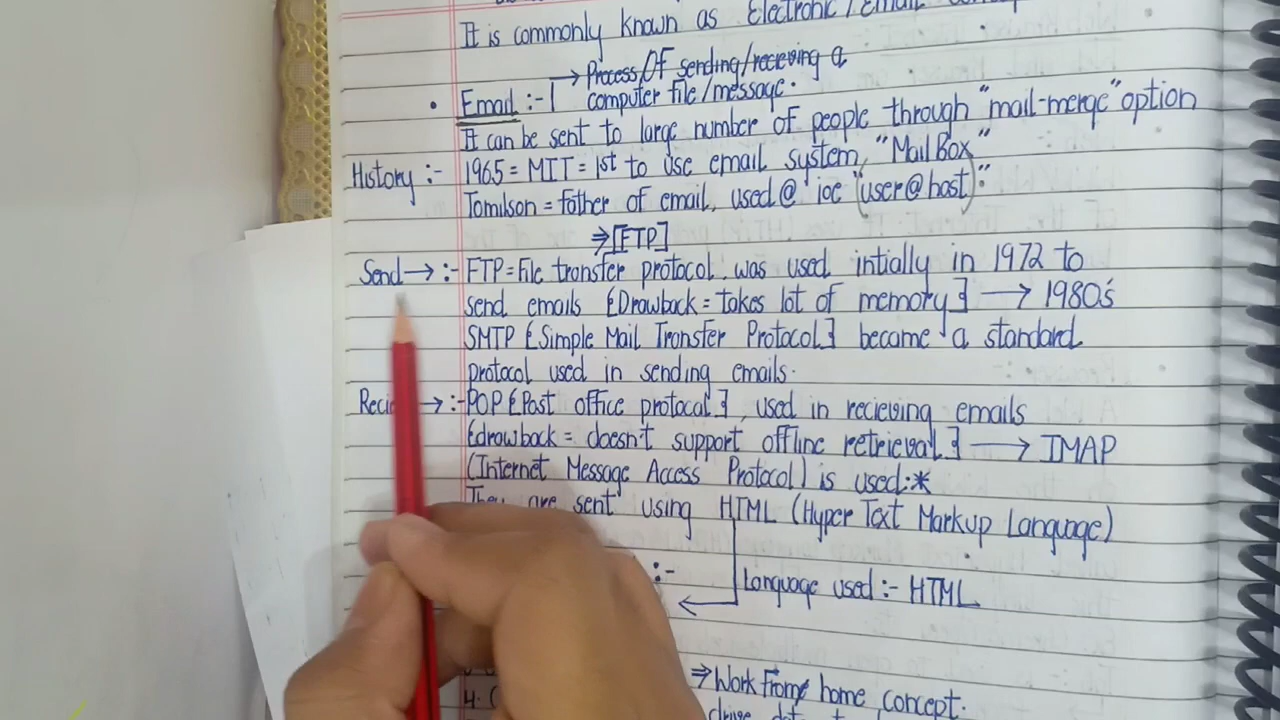 It is commonly known as Electronic/Email
→ Process Of sending/recieving a
• Email :- computer file/message.
It can be sent to large number of people through "mail-merge" option
History :- 1965 = MIT = 1st to use email system, "Mail Box"
Tomilson = Father of email, used @ ioe "user@host".
⇒ [FTP]
Send → :- FTP = File transfer protocol was used intially in 1972 to
send emails {Drawback = takes lot of memory} → 1980's
SMTP {Simple Mail Transfer Protocol} became a standard
protocol used in sending emails.
→ :- POP {Post office protocol}, used in recieving emails
{drawback = doesn't support offline retrieval} → IMAP
(Internet Message Access Protocol) is used:*
They are sent using HTML (Hyper Text Markup Language)
:- Language used :- HTML
⇒ Work From home concept.
4.